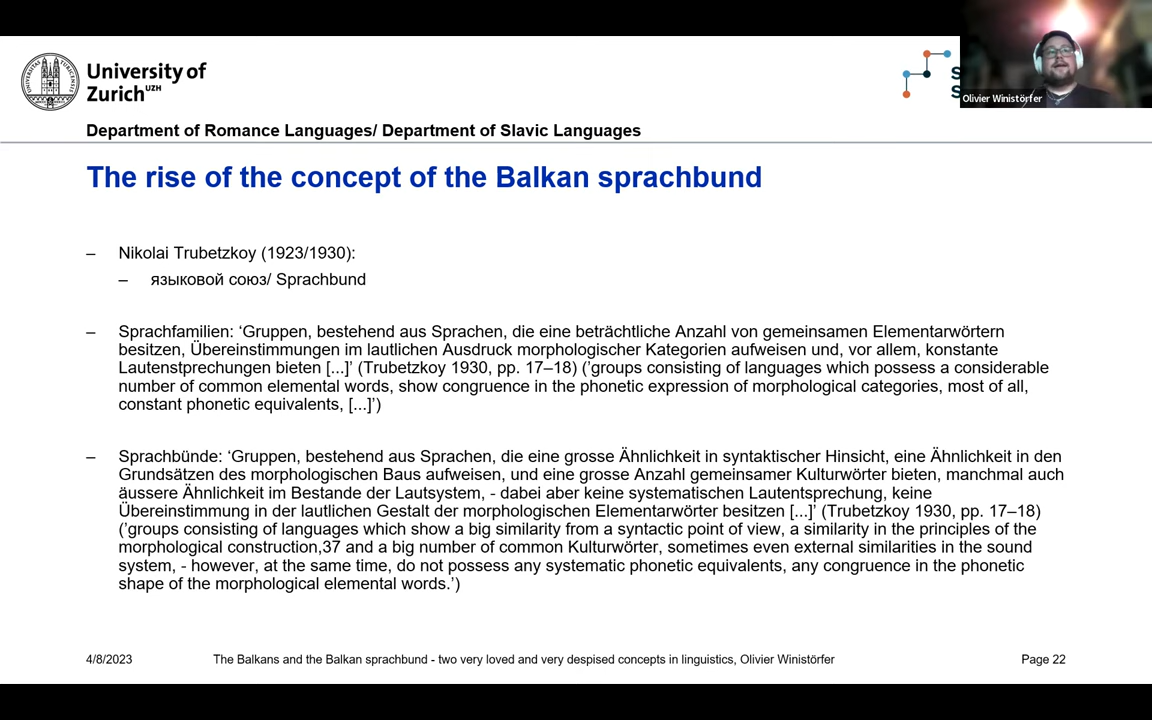 University of
Zurich UZH
S
S
Olivier Winistörfer
Department of Romance Languages/ Department of Slavic Languages
The rise of the concept of the Balkan sprachbund
– Nikolai Trubetzkoy (1923/1930):
– языковой союз/ Sprachbund
– Sprachfamilien: ‘Gruppen, bestehend aus Sprachen, die eine beträchtliche Anzahl von gemeinsamen Elementarwörtern
besitzen, Übereinstimmungen im lautlichen Ausdruck morphologischer Kategorien aufweisen und, vor allem, konstante
Lautenstprechungen bieten [...]’ (Trubetzkoy 1930, pp. 17–18) (’groups consisting of languages which possess a considerable
number of common elemental words, show congruence in the phonetic expression of morphological categories, most of all,
constant phonetic equivalents, [...]’)
– Sprachbünde: ‘Gruppen, bestehend aus Sprachen, die eine grosse Ähnlichkeit in syntaktischer Hinsicht, eine Ähnlichkeit in den
Grundsätzen des morphologischen Baus aufweisen, und eine grosse Anzahl gemeinsamer Kulturwörter bieten, manchmal auch
äussere Ähnlichkeit im Bestande der Lautsystem, - dabei aber keine systematischen Lautentsprechung, keine
Übereinstimmung in der lautlichen Gestalt der morphologischen Elementarwörter besitzen [...]’ (Trubetzkoy 1930, pp. 17–18)
(’groups consisting of languages which show a big similarity from a syntactic point of view, a similarity in the principles of the
morphological construction,37 and a big number of common Kulturwörter, sometimes even external similarities in the sound
system, - however, at the same time, do not possess any systematic phonetic equivalents, any congruence in the phonetic
shape of the morphological elemental words.’)
4/8/2023
The Balkans and the Balkan sprachbund - two very loved and very despised concepts in linguistics, Olivier Winistörfer
Page 22